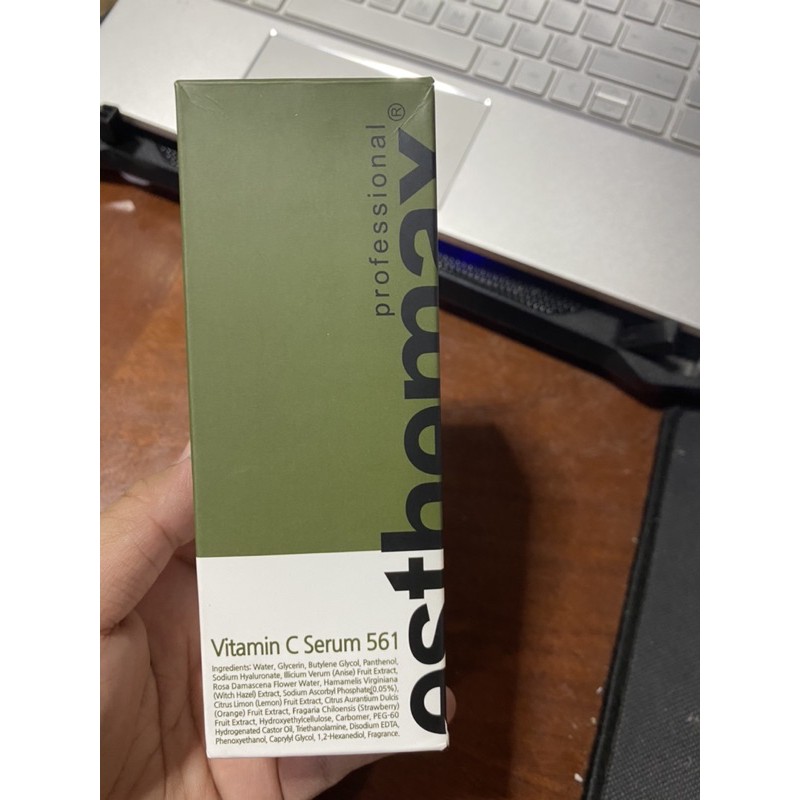 professional
esthemax®
Vitamin C Serum 561
Ingredients: Water, Glycerin, Butylene Glycol, Panthenol,
Sodium Hyaluronate, Illicium Verum (Anise) Fruit Extract,
Rosa Damascena Flower Water, Hamamelis Virginiana
(Witch Hazel) Extract, Sodium Ascorbyl Phosphate(0.05%),
Citrus Limon (Lemon) Fruit Extract, Citrus Aurantium Dulcis
(Orange) Fruit Extract, Fragaria Chiloensis (Strawberry)
Fruit Extract, Hydroxyethylcellulose, Carbomer, PEG-60
Hydrogenated Castor Oil, Triethanolamine, Disodium EDTA,
Phenoxyethanol, Caprylyl Glycol, 1,2-Hexanediol, Fragrance.